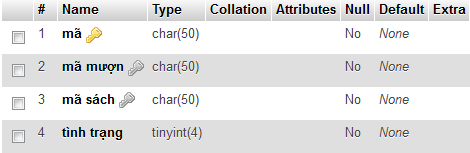 # Name Type Collation Attributes Null Default Extra
1 mã char(50) No None
2 mã mượn char(50) No None
3 mã sách char(50) No None
4 tình trạng tinyint(4) No None